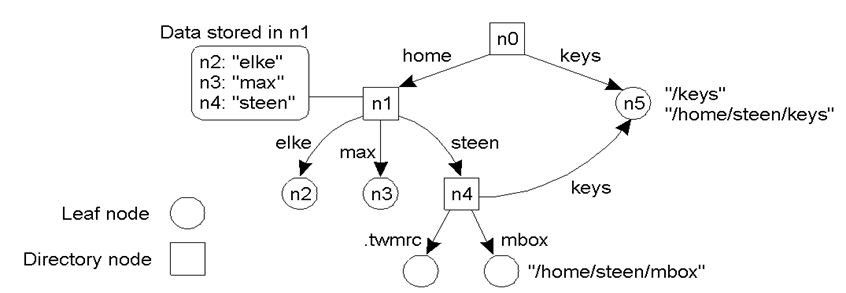 Data stored in n1
n2: "elke"
n3: "max"
n4: "steen"
n0
home
keys
n1
n5
"/keys"
"/home/steen/keys"
elke
max
steen
n2
n3
n4
keys
Leaf node
.twmrc
mbox
Directory node
"/home/steen/mbox"